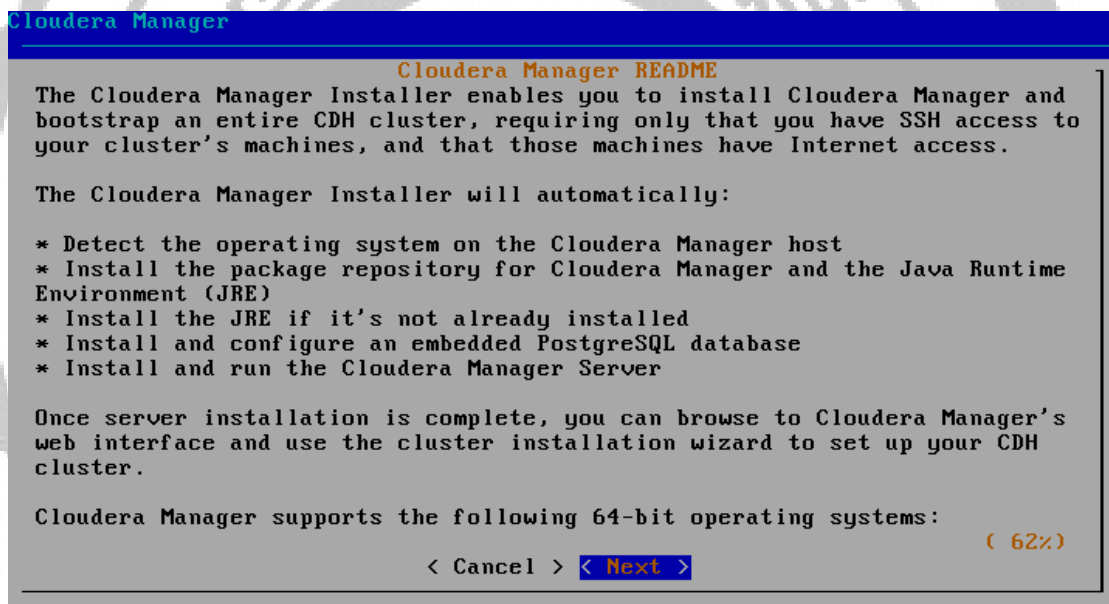 Cloudera Manager
Cloudera Manager README
The Cloudera Manager Installer enables you to install Cloudera Manager and
bootstrap an entire CDH cluster, requiring only that you have SSH access to
your cluster's machines, and that those machines have Internet access.
The Cloudera Manager Installer will automatically:
* Detect the operating system on the Cloudera Manager host
* Install the package repository for Cloudera Manager and the Java Runtime
Environment (JRE)
* Install the JRE if it's not already installed
* Install and configure an embedded PostgreSQL database
* Install and run the Cloudera Manager Server
Once server installation is complete, you can browse to Cloudera Manager's
web interface and use the cluster installation wizard to set up your CDH
cluster.
Cloudera Manager supports the following 64-bit operating systems:
( 62%)
< Cancel > < Next >